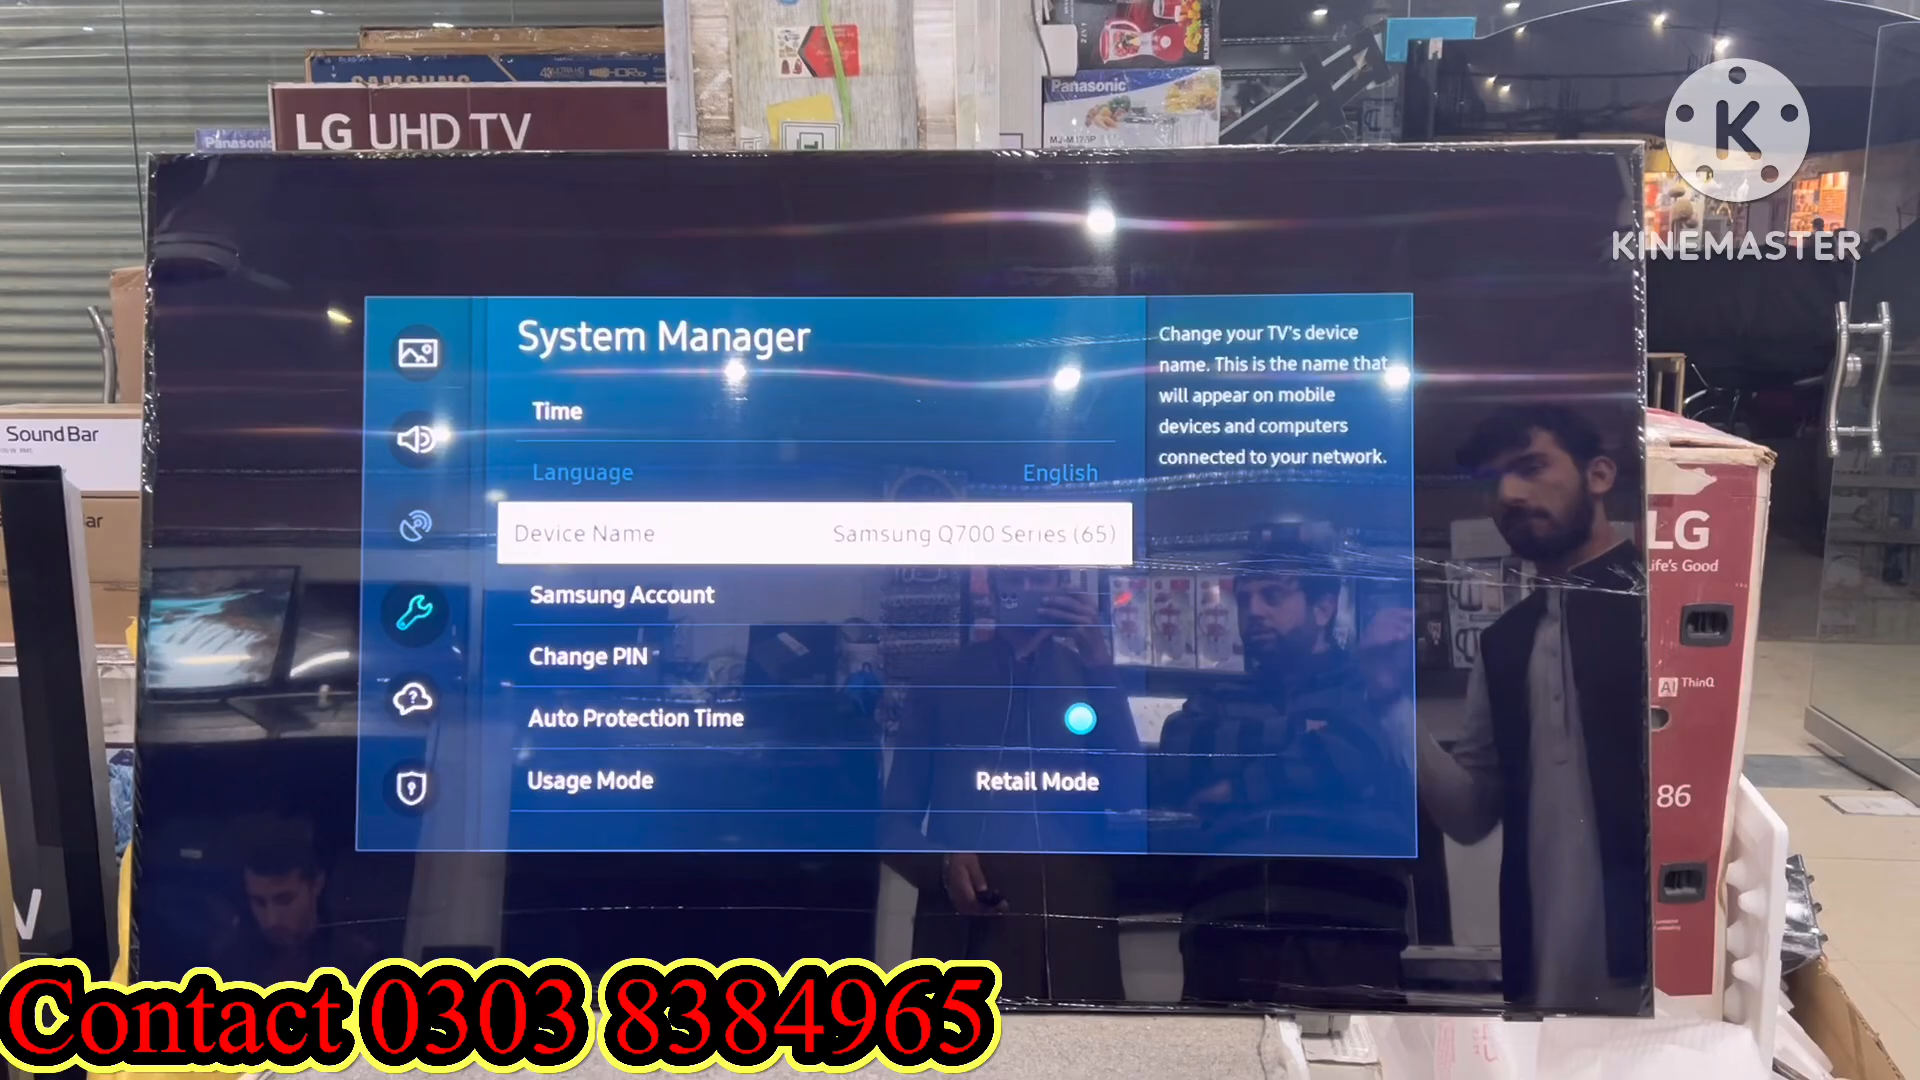 SAMSUNG
LG UHD TV
Panasonic
Panasonic
KINEMASTER
Sound Bar
System Manager
Time
Language English
Device Name Samsung Q700 Series (65)
Samsung Account
Change PIN
Auto Protection Time
Usage Mode Retail Mode
Change your TV's device
name. This is the name that
will appear on mobile
devices and computers
connected to your network.
LG
Life's Good
AI ThinQ
86
Contact 0303 8384965